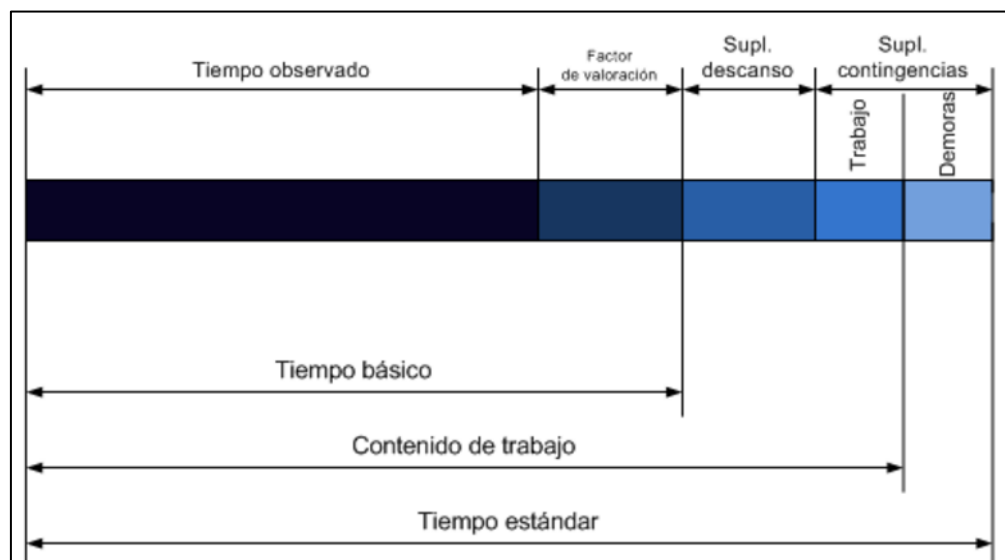 Tiempo observado
Factor
de valoración
Supl.
descanso
Supl.
contingencias
Trabajo
Demoras
Tiempo básico
Contenido de trabajo
Tiempo estándar